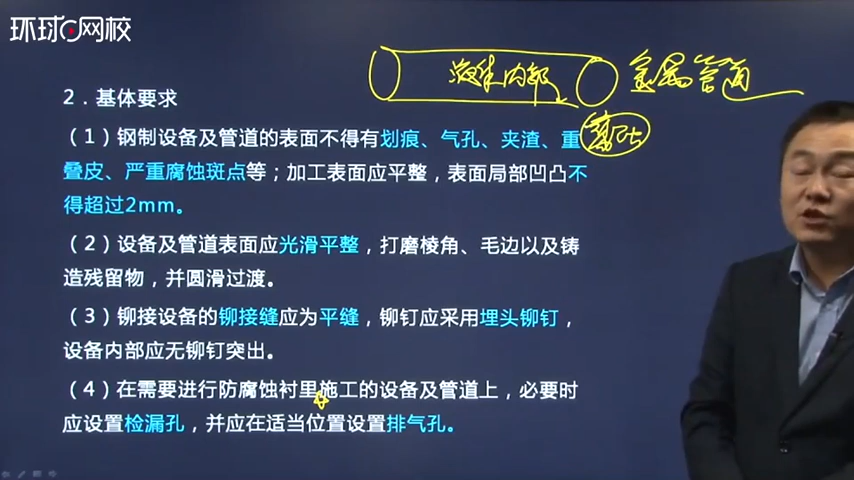 环球网校
金属管道
2．基体要求
（1）钢制设备及管道的表面不得有划痕、气孔、夹渣、重
叠皮、严重腐蚀斑点等；加工表面应平整，表面局部凹凸不
得超过2mm。
（2）设备及管道表面应光滑平整，打磨棱角、毛边以及铸
造残留物，并圆滑过渡。
（3）铆接设备的铆接缝应为平缝，铆钉应采用埋头铆钉，
设备内部应无铆钉突出。
（4）在需要进行防腐蚀衬里施工的设备及管道上，必要时
应设置检漏孔，并应在适当位置设置排气孔。